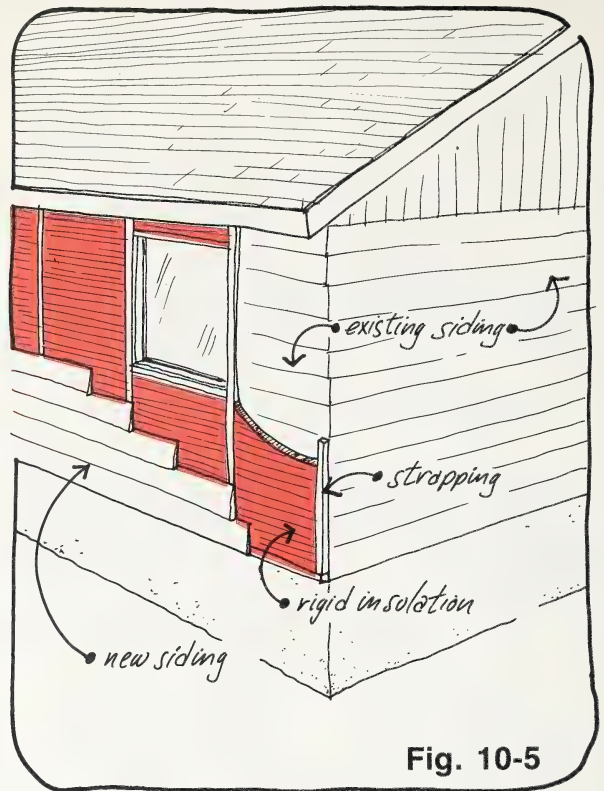 existing siding
strapping
rigid insulation
new siding
Fig. 10-5